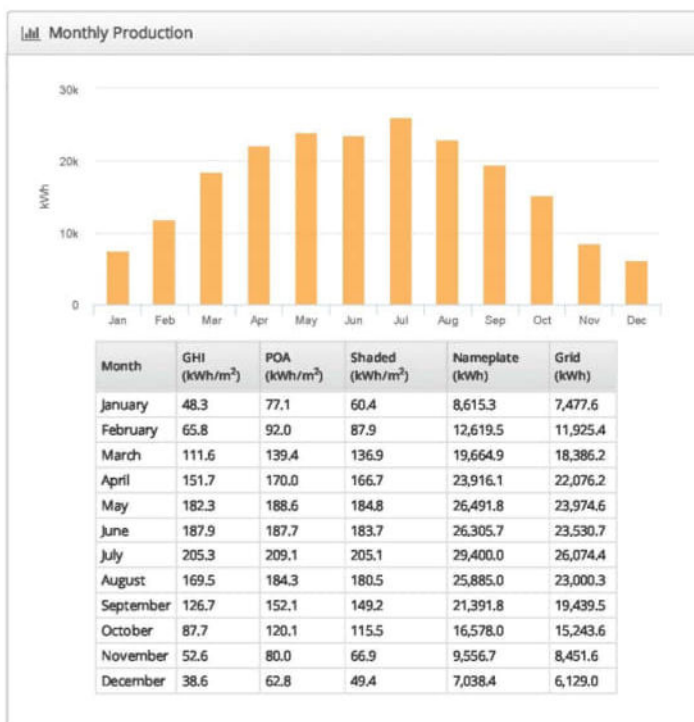 Monthly Production
30k
20k
10k
0
kWh
Jan Feb Mar Apr May Jun Jul Aug Sep Oct Nov Dec
Month GHI (kWh/m²) POA (kWh/m²) Shaded (kWh/m²) Nameplate (kWh) Grid (kWh)
January 48.3 77.1 60.4 8,615.3 7,477.6
February 65.8 92.0 87.9 12,619.5 11,925.4
March 111.6 139.4 136.9 19,664.9 18,386.2
April 151.7 170.0 166.7 23,916.1 22,076.2
May 182.3 188.6 184.8 26,491.8 23,974.6
June 187.9 187.7 183.7 26,305.7 23,530.7
July 205.3 209.1 205.1 29,400.0 26,074.4
August 169.5 184.3 180.5 25,885.0 23,000.3
September 126.7 152.1 149.2 21,391.8 19,439.5
October 87.7 120.1 115.5 16,578.0 15,243.6
November 52.6 80.0 66.9 9,556.7 8,451.6
December 38.6 62.8 49.4 7,038.4 6,129.0